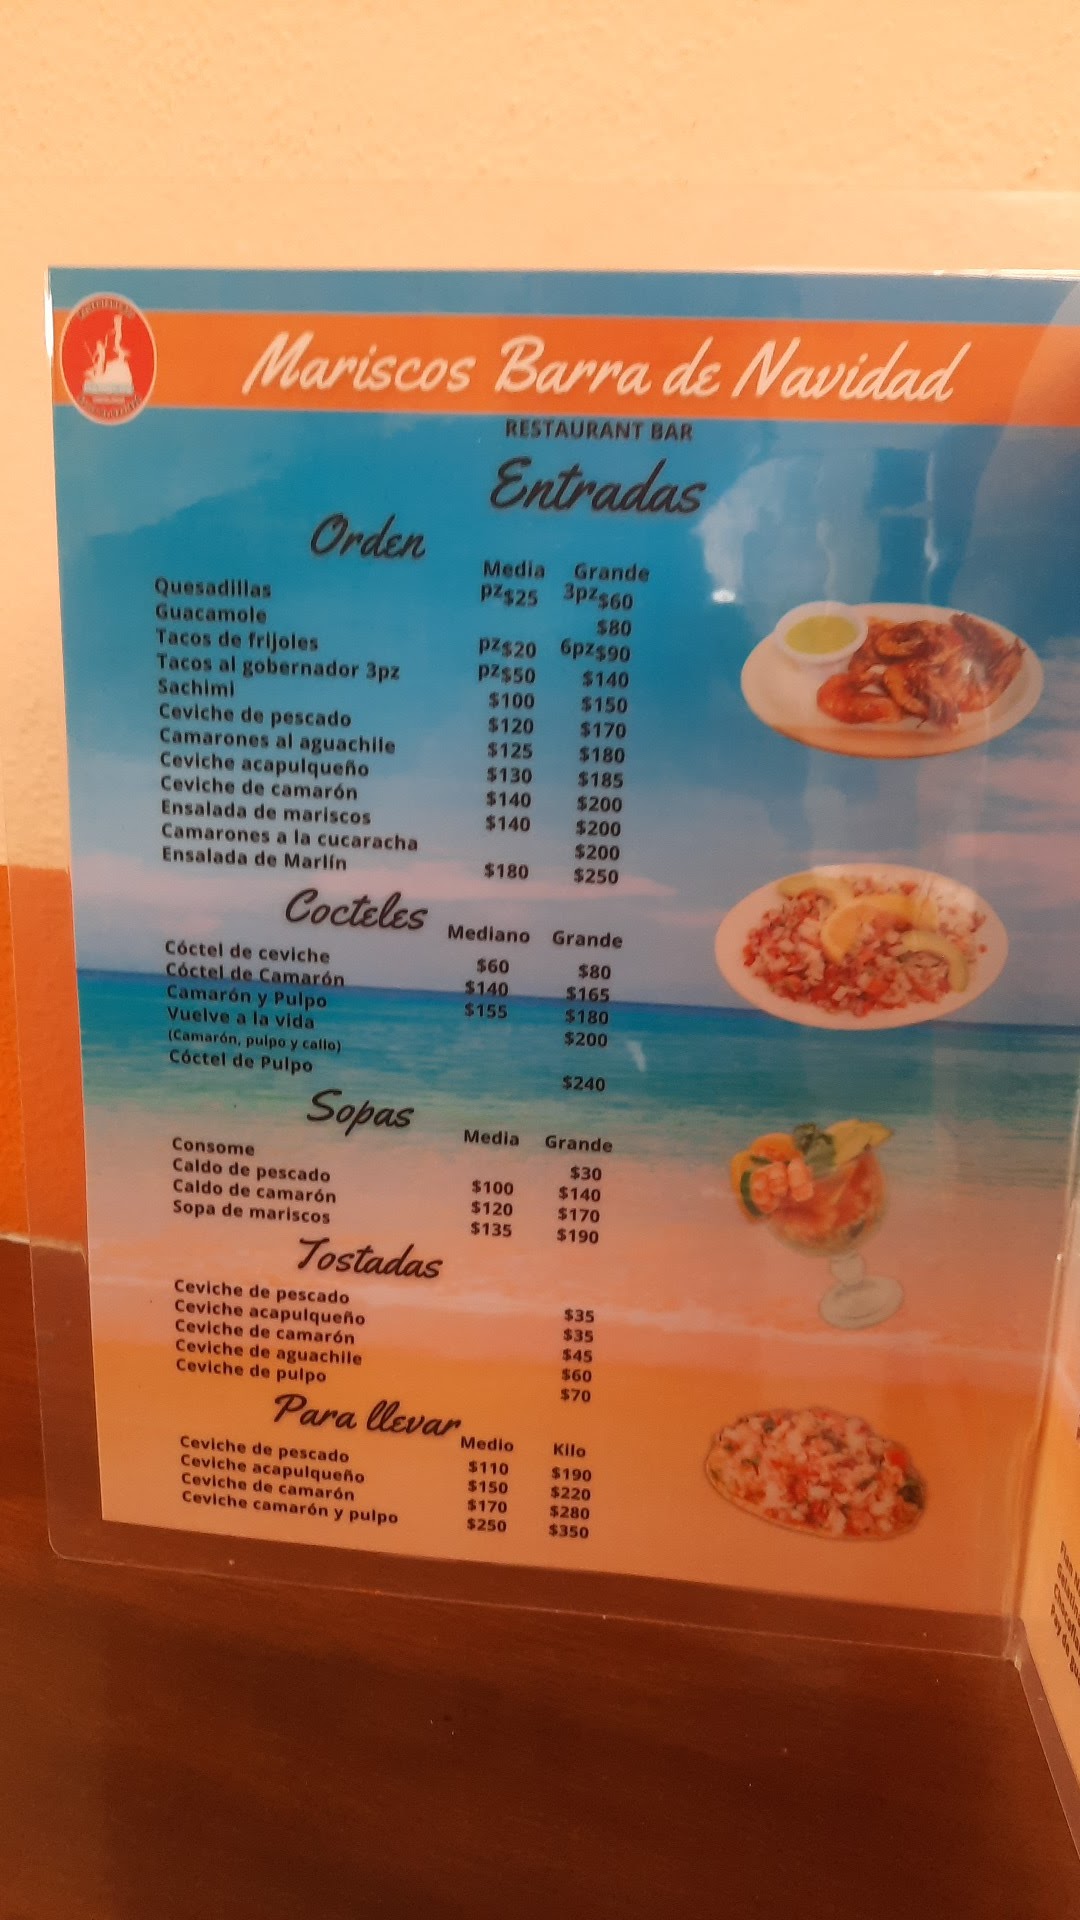 Mariscos Barra de Navidad
RESTAURANT BAR
Entradas
Orden
Media Grande
Quesadillas pz$25 3pz$60
Guacamole $80
Tacos de frijoles pz$20 6pz$90
Tacos al gobernador 3pz pz$50 $140
Sachimi $100 $150
Ceviche de pescado $120 $170
Camarones al aguachile $125 $180
Ceviche acapulqueño $130 $185
Ceviche de camarón $140 $200
Ensalada de mariscos $140 $200
Camarones a la cucaracha $200
Ensalada de Marlín $180 $250
Cocteles Mediano Grande
Cóctel de ceviche $60 $80
Cóctel de Camarón $140 $165
Camarón y Pulpo $155 $180
Vuelve a la vida $200
(Camarón, pulpo y callo)
Cóctel de Pulpo $240
Sopas
Media Grande
Consome $30
Caldo de pescado $100 $140
Caldo de camarón $120 $170
Sopa de mariscos $135 $190
Tostadas
Ceviche de pescado $35
Ceviche acapulqueño $35
Ceviche de camarón $45
Ceviche de aguachile $60
Ceviche de pulpo $70
Para llevar Medio Kilo
Ceviche de pescado $110 $190
Ceviche acapulqueño $150 $220
Ceviche de camarón $170 $280
Ceviche camarón y pulpo $250 $350